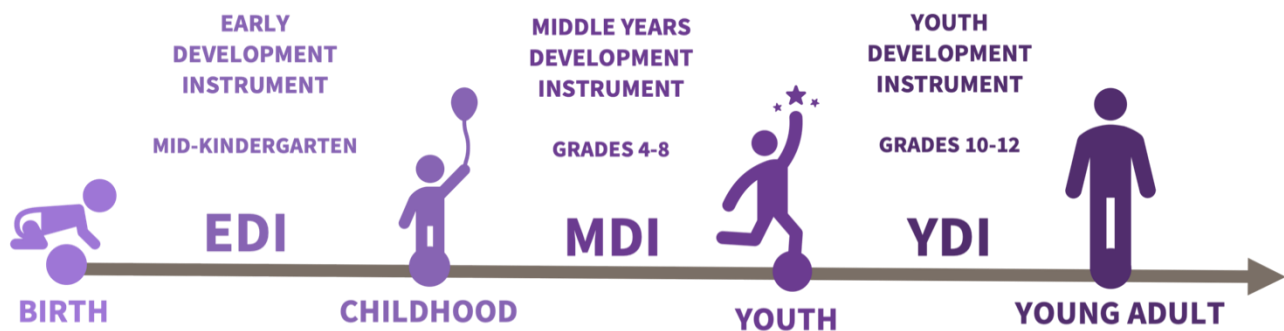 EARLY
DEVELOPMENT
INSTRUMENT
MID-KINDERGARTEN
EDI
MIDDLE YEARS
DEVELOPMENT
INSTRUMENT
GRADES 4-8
MDI
YOUTH
DEVELOPMENT
INSTRUMENT
GRADES 10-12
YDI
BIRTH
CHILDHOOD
YOUTH
YOUNG ADULT